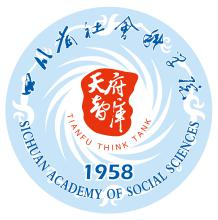 四川省社会科学院
天府
智库
TIANFU THINK TANK
1958
SICHUAN ACADEMY OF SOCIAL SCIENCES